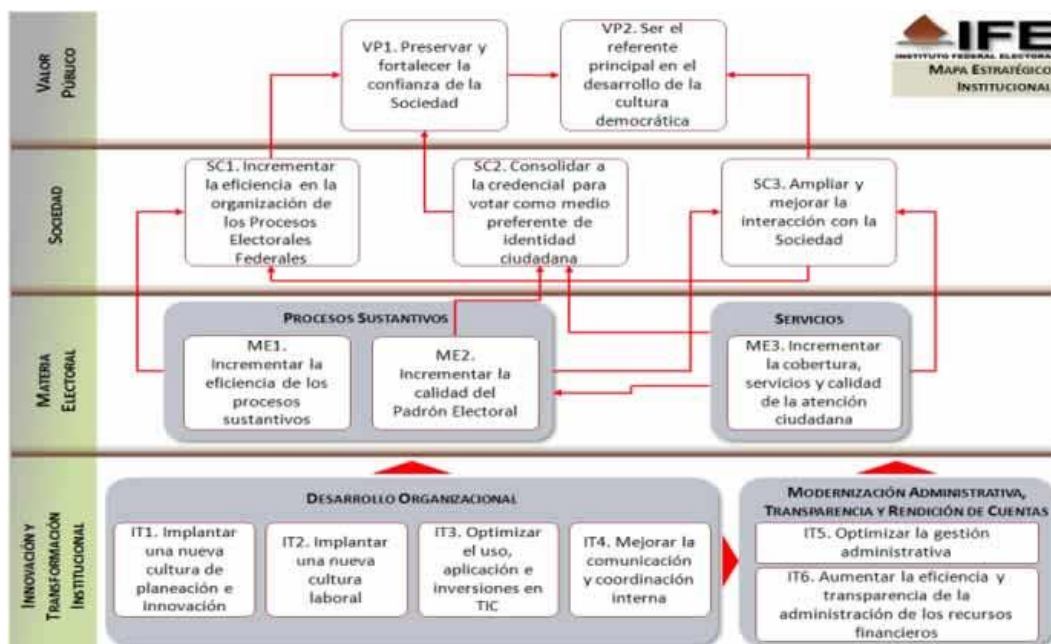 IFE
INSTITUTO FEDERAL ELECTORAL
MAPA ESTRATÉGICO
INSTITUCIONAL
VALOR
PÚBLICO
VP1. Preservar y
fortalecer la
confianza de la
Sociedad
VP2. Ser el
referente
principal en el
desarrollo de la
cultura
democrática
SOCIEDAD
SC1. Incrementar
la eficiencia en la
organización de
los Procesos
Electorales
Federales
SC2. Consolidar a
la credencial para
votar como medio
preferente de
identidad
ciudadana
SC3. Ampliar y
mejorar la
interacción con la
Sociedad
MATERIA
ELECTORAL
PROCESOS SUSTANTIVOS
ME1.
Incrementar la
eficiencia de los
procesos
sustantivos
ME2.
Incrementar la
calidad del
Padrón Electoral
SERVICIOS
ME3. Incrementar
la cobertura,
servicios y calidad
de la atención
ciudadana
INNOVACIÓN Y
TRANSFORMACIÓN
INSTITUCIONAL
DESARROLLO ORGANIZACIONAL
IT1. Implantar
una nueva
cultura de
planeación e
innovación
IT2. Implantar
una nueva
cultura
laboral
IT3. Optimizar
el uso,
aplicación e
inversiones en
TIC
IT4. Mejorar la
comunicación
y coordinación
interna
MODERNIZACIÓN ADMINISTRATIVA,
TRANSPARENCIA Y RENDICIÓN DE CUENTAS
IT5. Optimizar la gestión
administrativa
IT6. Aumentar la eficiencia y
transparencia de la
administración de los recursos
financieros